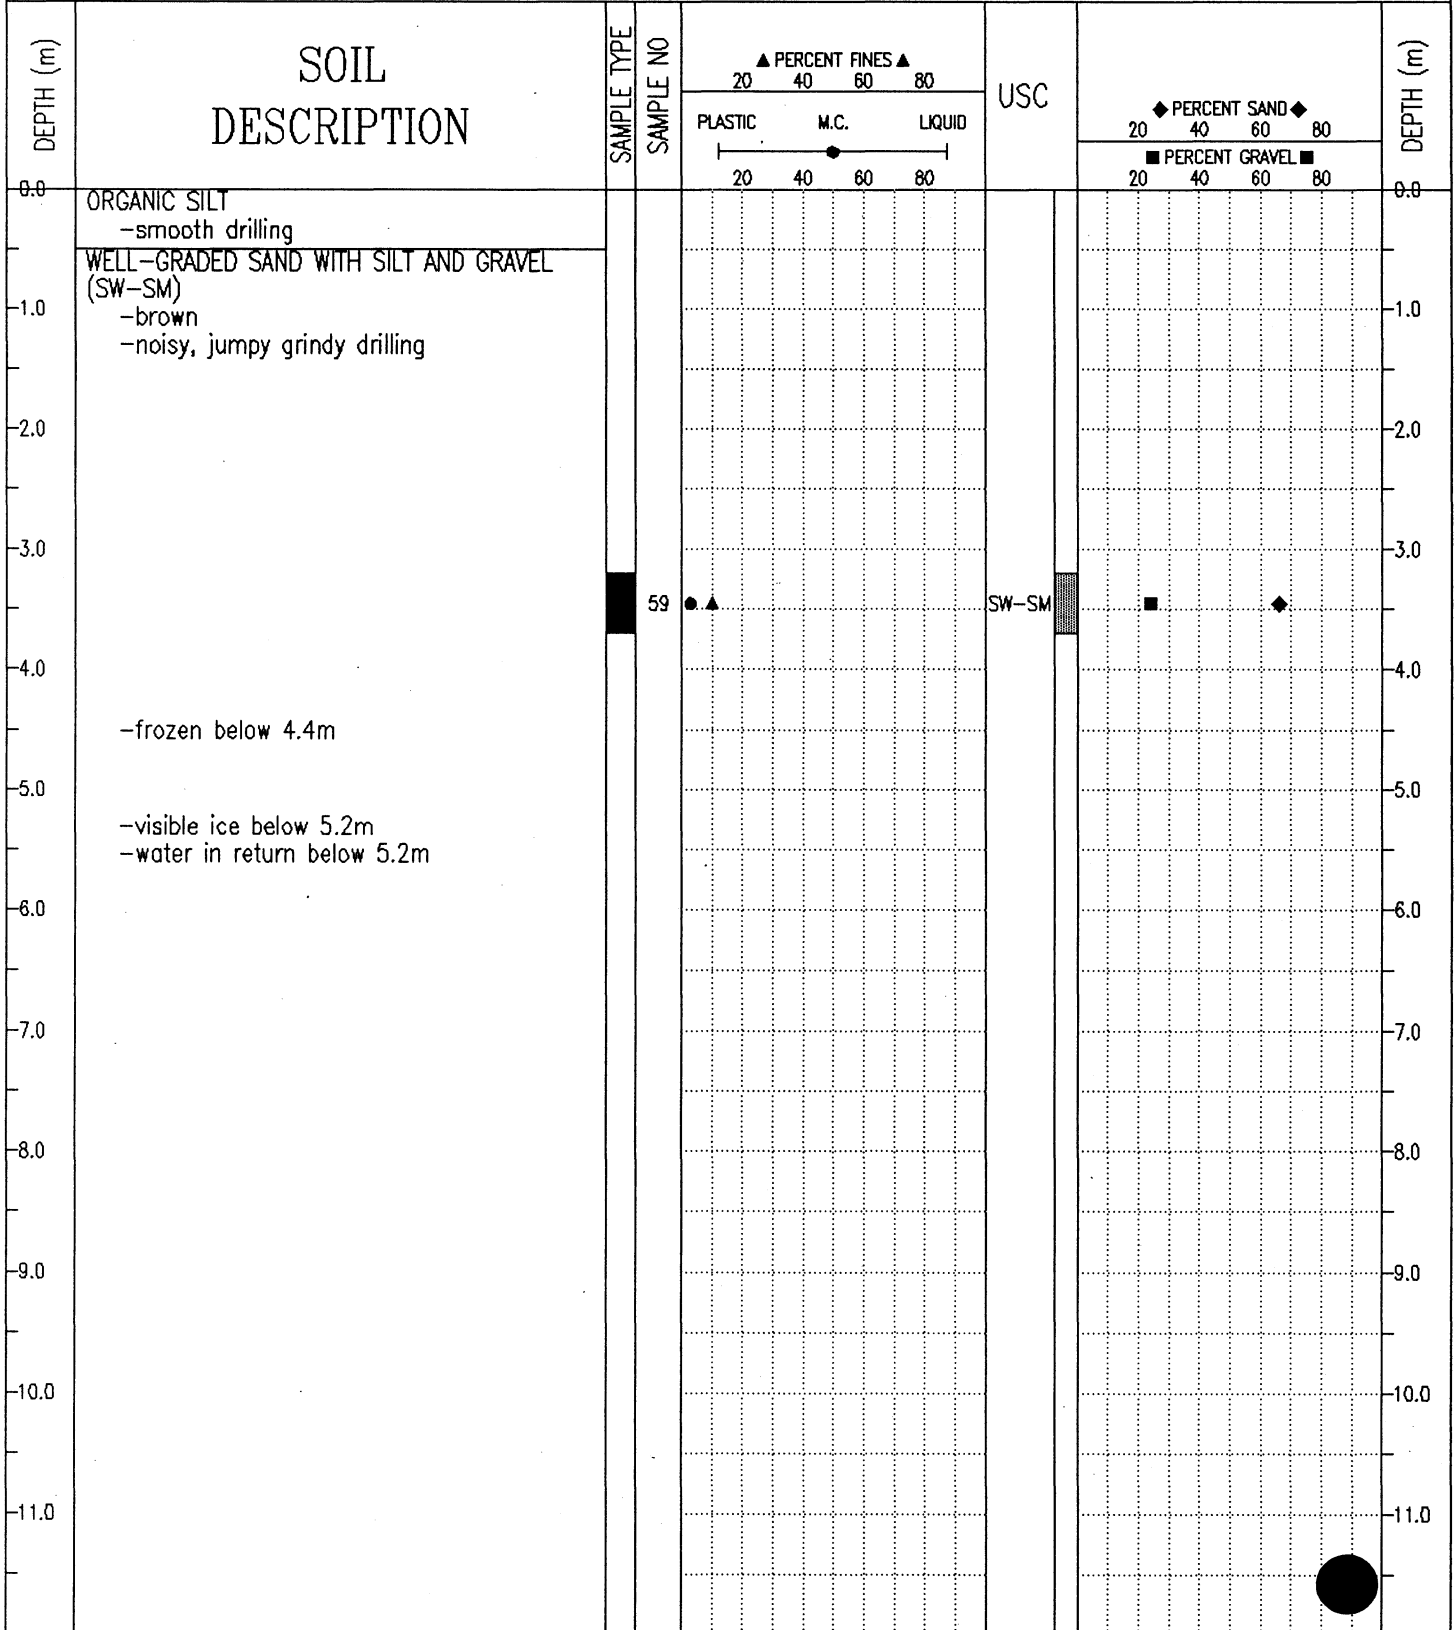 DEPTH (m)
SOIL
DESCRIPTION
SAMPLE TYPE
SAMPLE NO
▲ PERCENT FINES ▲
20 40 60 80
PLASTIC M.C. LIQUID
20 40 60 80
USC
◆ PERCENT SAND ◆
20 40 60 80
■ PERCENT GRAVEL ■
20 40 60 80
DEPTH (m)
0.0
ORGANIC SILT
-smooth drilling
WELL-GRADED SAND WITH SILT AND GRAVEL
(SW-SM)
-brown
-noisy, jumpy grindy drilling
59
SW-SM
-frozen below 4.4m
-visible ice below 5.2m
-water in return below 5.2m
1.0
2.0
3.0
4.0
5.0
6.0
7.0
8.0
9.0
10.0
11.0
0.0
1.0
2.0
3.0
4.0
5.0
6.0
7.0
8.0
9.0
10.0
11.0